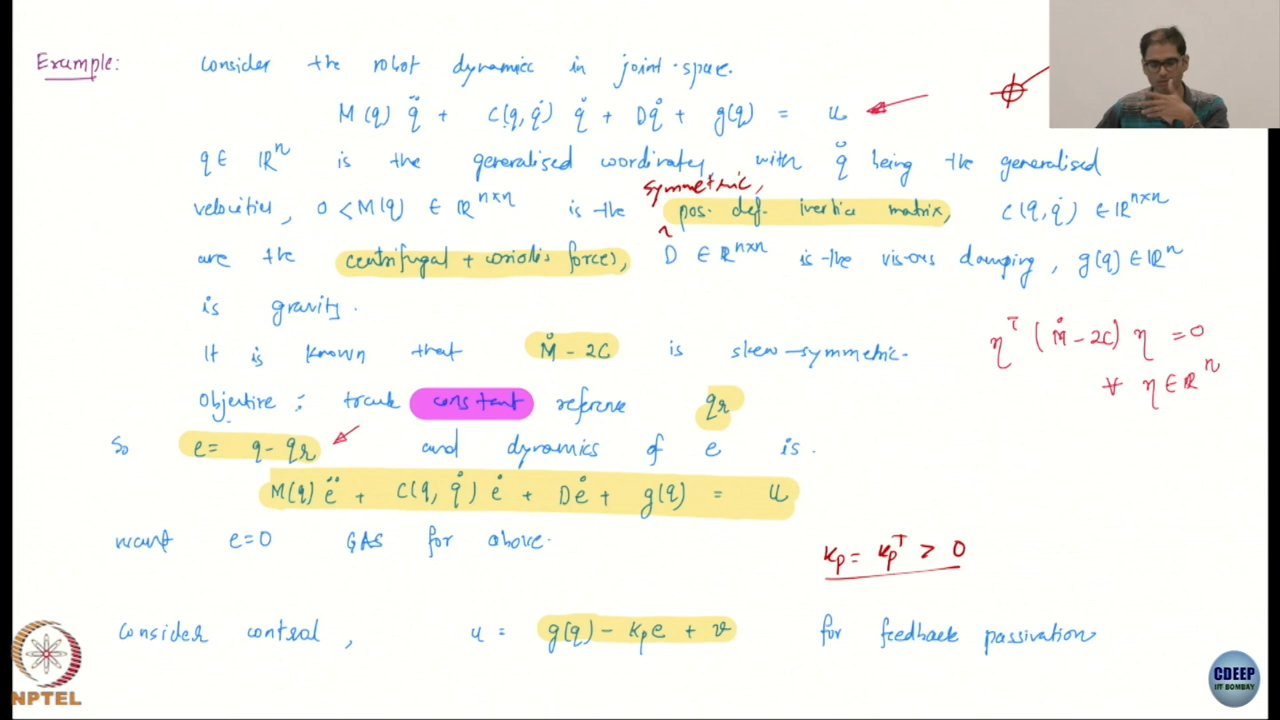 Example: Consider the robot dynamics in joint-space.
M(q) q̈ + C(q, q̇) q̇ + Dq̇ + g(q) = u
q ∈ ℝⁿ is the generalised coordinates, with q̇ being the generalised
symmetric,
velocities, 0 < M(q) ∈ ℝⁿˣⁿ is the pos. def. inertia matrix, C(q, q̇) ∈ ℝⁿˣⁿ
are the centrifugal + coriolis forces, D ∈ ℝⁿˣⁿ is the viscous damping, g(q) ∈ ℝⁿ
is gravity.
It is known that Ṁ - 2C is skew-symmetric.
ηᵀ (Ṁ - 2C) η = 0
∀ η ∈ ℝⁿ
Objective : track constant reference qr
So e = q - qr and dynamics of e is.
M(q) ë + C(q, q̇) ė + Dė + g(q) = u
want e=0 GAS for above.
Kp = Kpᵀ > 0
Consider control, u = g(q) - Kpe + v for feedback passivation
NPTEL
CDEEP
IIT BOMBAY